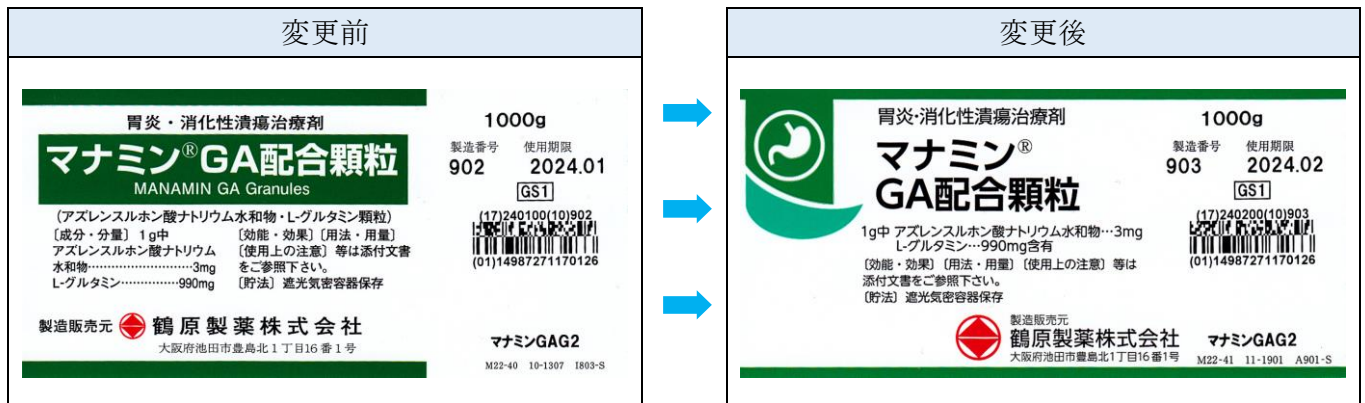 変更前
胃炎・消化性潰瘍治療剤
マナミン®GA配合顆粒
MANAMIN GA Granules
(アズレンスルホン酸ナトリウム水和物・L-グルタミン顆粒)
〔成分・分量〕1g中
アズレンスルホン酸ナトリウム
水和物…………………3mg
L-グルタミン……………990mg
〔効能・効果〕〔用法・用量〕
〔使用上の注意〕等は添付文書
をご参照下さい。
〔貯法〕遮光気密容器保存
製造販売元 鶴原製薬株式会社
大阪府池田市豊島北1丁目16番1号
1000g
製造番号 使用期限
902 2024.01
GS1
(17)240100(10)902
(01)14987271170126
マナミンGAG2
M22-40 10-1307 I803-S
変更後
胃炎・消化性潰瘍治療剤
マナミン®
GA配合顆粒
1g中 アズレンスルホン酸ナトリウム水和物…3mg
L-グルタミン…990mg含有
〔効能・効果〕〔用法・用量〕〔使用上の注意〕等は
添付文書をご参照下さい。
〔貯法〕遮光気密容器保存
製造販売元
鶴原製薬株式会社
大阪府池田市豊島北1丁目16番1号
1000g
製造番号 使用期限
903 2024.02
GS1
(17)240200(10)903
(01)14987271170126
マナミンGAG2
M22-41 11-1901 A901-S